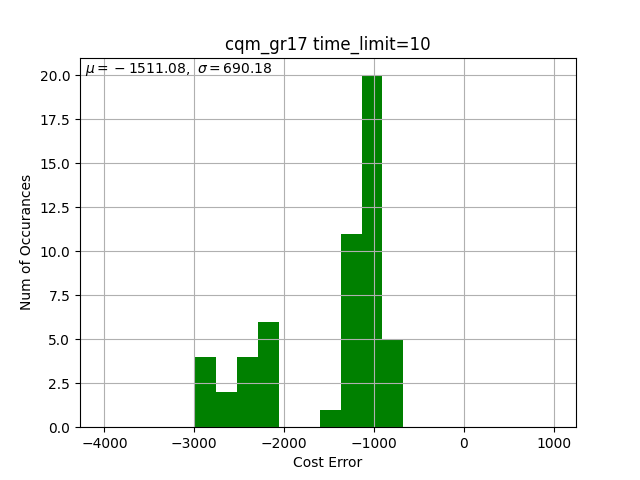 cqm_gr17 time_limit=10
μ = −1511.08, σ = 690.18
20.0
17.5
15.0
12.5
10.0
7.5
5.0
2.5
0.0
Num of Occurances
−4000 −3000 −2000 −1000 0 1000
Cost Error